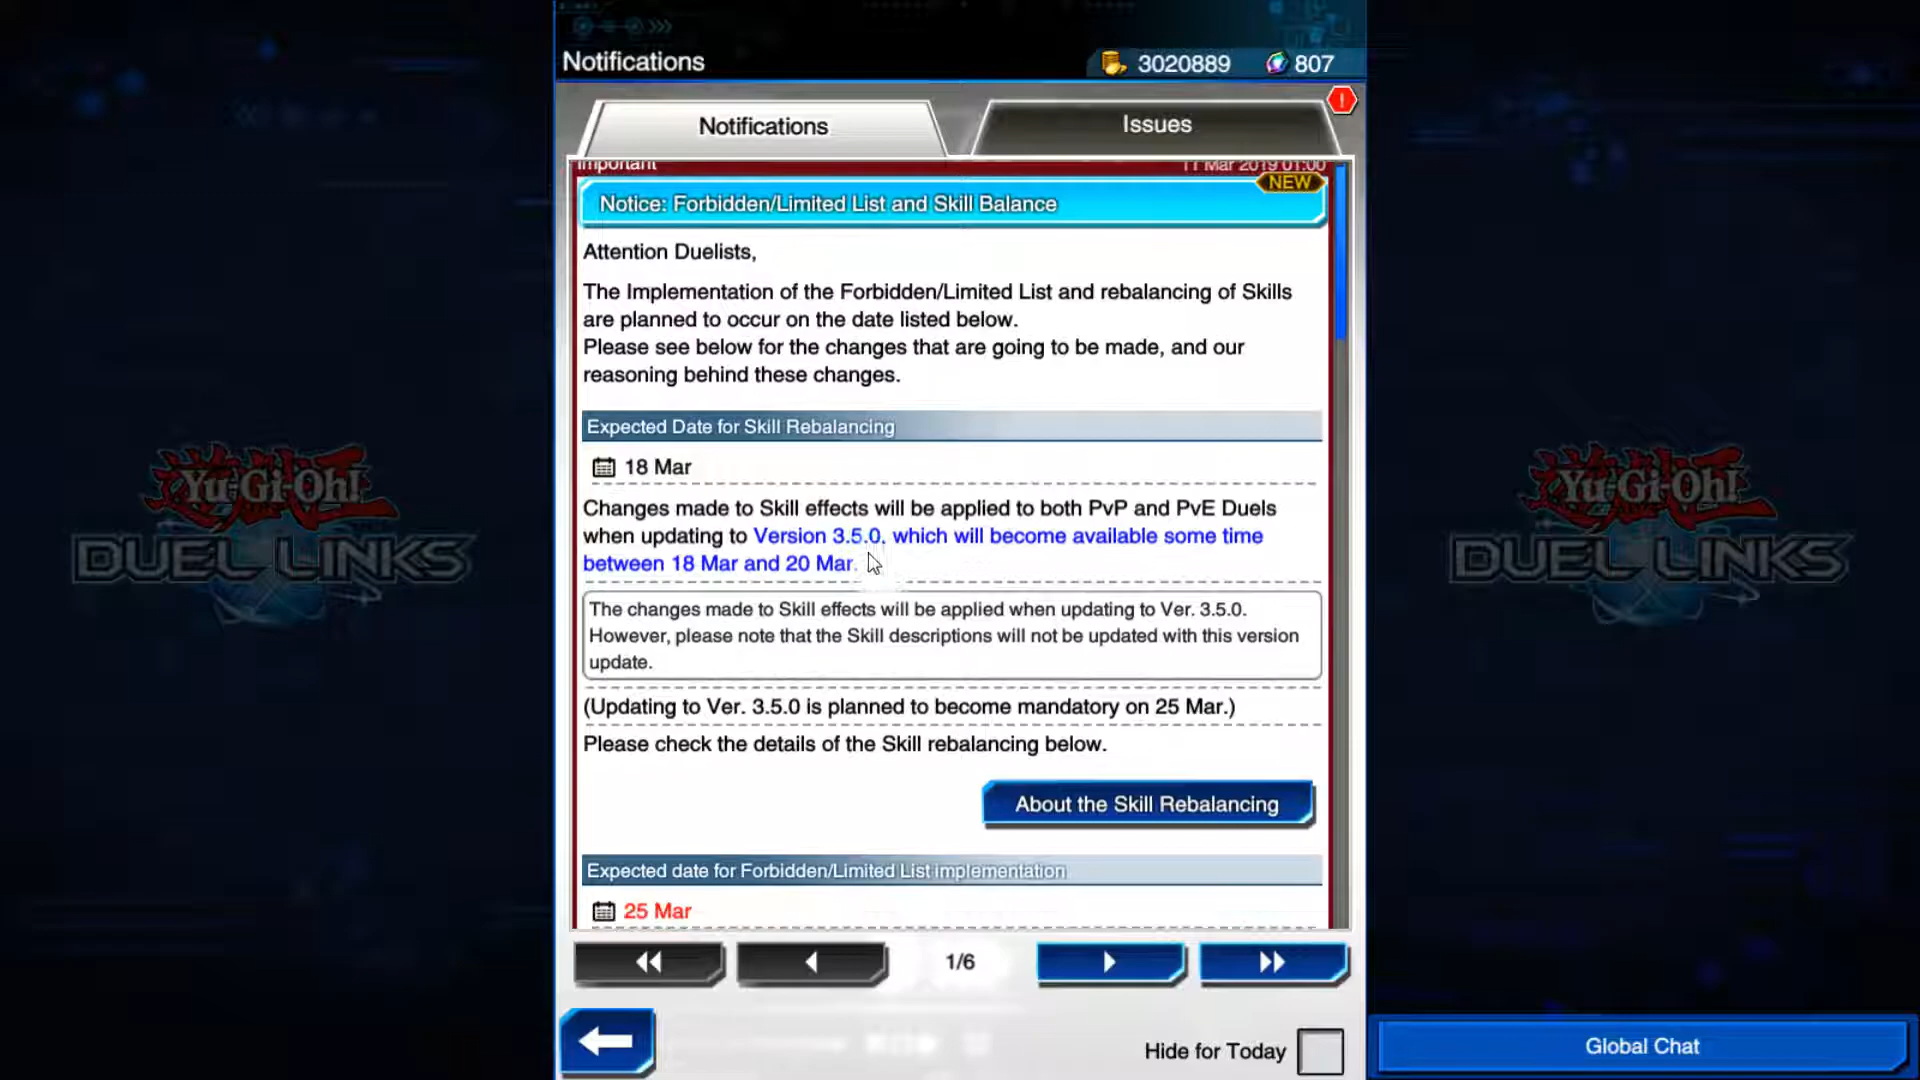 Notifications
3020889
807
Notifications
Issues
!
Important
11 Mar 2019 01:00
NEW
Notice: Forbidden/Limited List and Skill Balance
Attention Duelists,
The Implementation of the Forbidden/Limited List and rebalancing of Skills
are planned to occur on the date listed below.
Please see below for the changes that are going to be made, and our
reasoning behind these changes.
Expected Date for Skill Rebalancing
18 Mar
Changes made to Skill effects will be applied to both PvP and PvE Duels
when updating to Version 3.5.0, which will become available some time
between 18 Mar and 20 Mar.
The changes made to Skill effects will be applied when updating to Ver. 3.5.0.
However, please note that the Skill descriptions will not be updated with this version
update.
(Updating to Ver. 3.5.0 is planned to become mandatory on 25 Mar.)
Please check the details of the Skill rebalancing below.
About the Skill Rebalancing
Expected date for Forbidden/Limited List implementation
25 Mar
1/6
Hide for Today
Global Chat
Yu-Gi-Oh!
DUEL LINKS
Yu-Gi-Oh!
DUEL LINKS